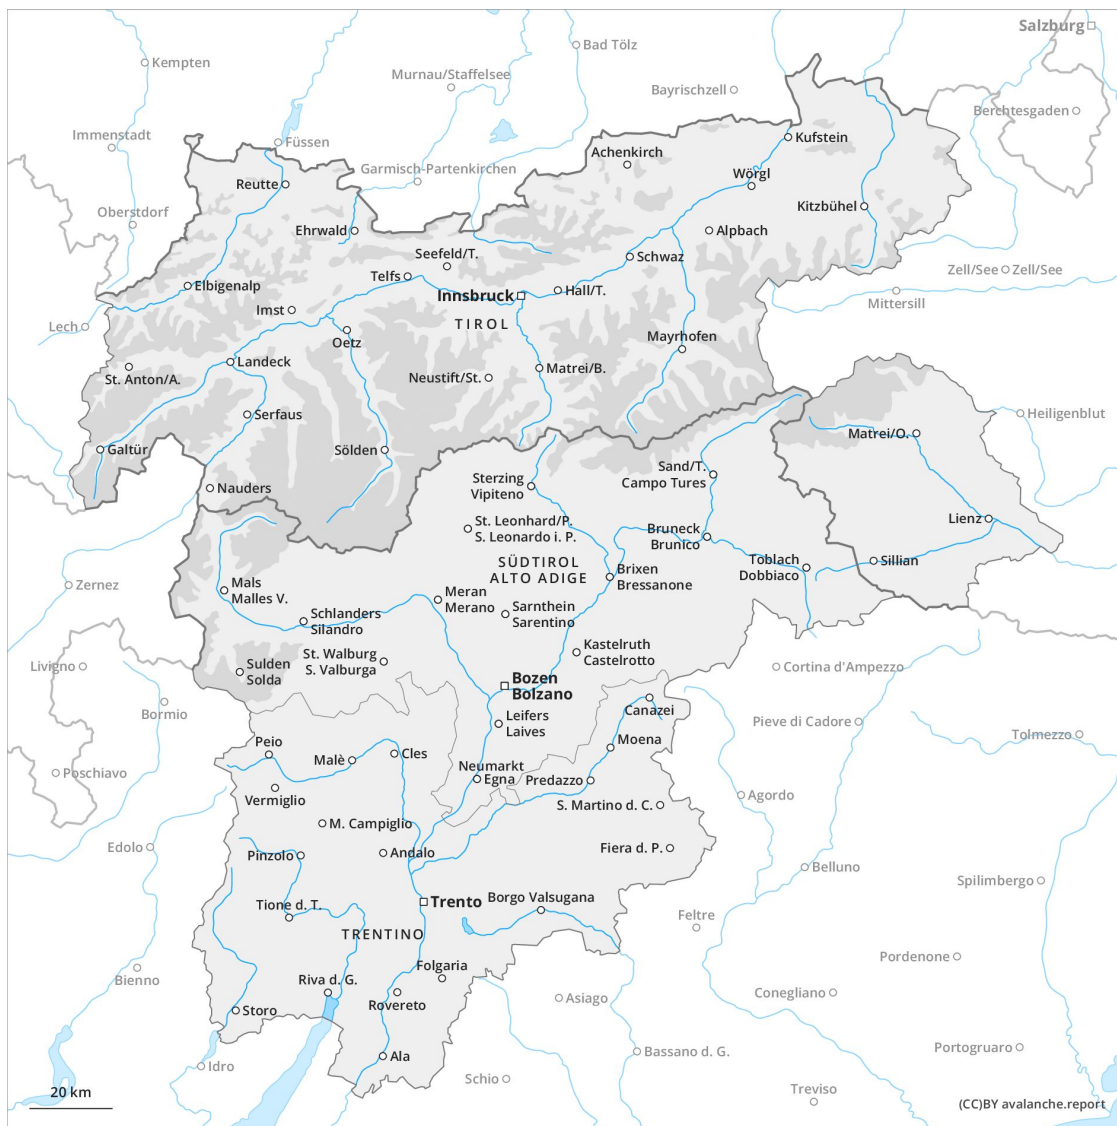 Salzburg
Bad Tölz
Kempten
Murnau/Staffelsee
Bayrischzell
Berchtesgaden
Immenstadt
Füssen
Kufstein
Achenkirch
Garmisch-Partenkirchen
Wörgl
Reutte
Kitzbühel
Oberstdorf
Ehrwald
Alpbach
Seefeld/T.
Schwaz
Zell/See
Zell/See
Telfs
Elbigenalp
Hall/T.
Innsbruck
Mittersill
Imst
Lech
TIROL
Oetz
Mayrhofen
Landeck
Matrei/B.
St. Anton/A.
Neustift/St.
Serfaus
Heiligenblut
Matrei/O.
Galtür
Sölden
Sand/T.
Campo Tures
Sterzing
Vipiteno
Nauders
Lienz
St. Leonhard/P.
S. Leonardo i. P.
Bruneck
Brunico
SÜDTIROL
ALTO ADIGE
Toblach
Dobbiaco
Sillian
Brixen
Bressanone
Zernez
Mals
Malles V.
Meran
Merano
Sarnthein
Sarentino
Schlanders
Silandro
Kastelruth
Castelrotto
St. Walburg
S. Valburga
Livigno
Sulden
Solda
Cortina d'Ampezzo
Bozen
Bolzano
Bormio
Canazei
Leifers
Laives
Pieve di Cadore
Tolmezzo
Peio
Moena
Malè
Cles
Neumarkt
Egna
Predazzo
Poschiavo
Vermiglio
Agordo
S. Martino d. C.
M. Campiglio
Edolo
Pinzolo
Andalo
Fiera d. P.
Belluno
Spilimbergo
Tione d. T.
Trento
Borgo Valsugana
Feltre
TRENTINO
Pordenone
Bienno
Folgaria
Riva d. G.
Rovereto
Asiago
Conegliano
Storo
Portogruaro
Bassano d. G.
Ala
Idro
Schio
Treviso
20 km
(CC)BY avalanche.report